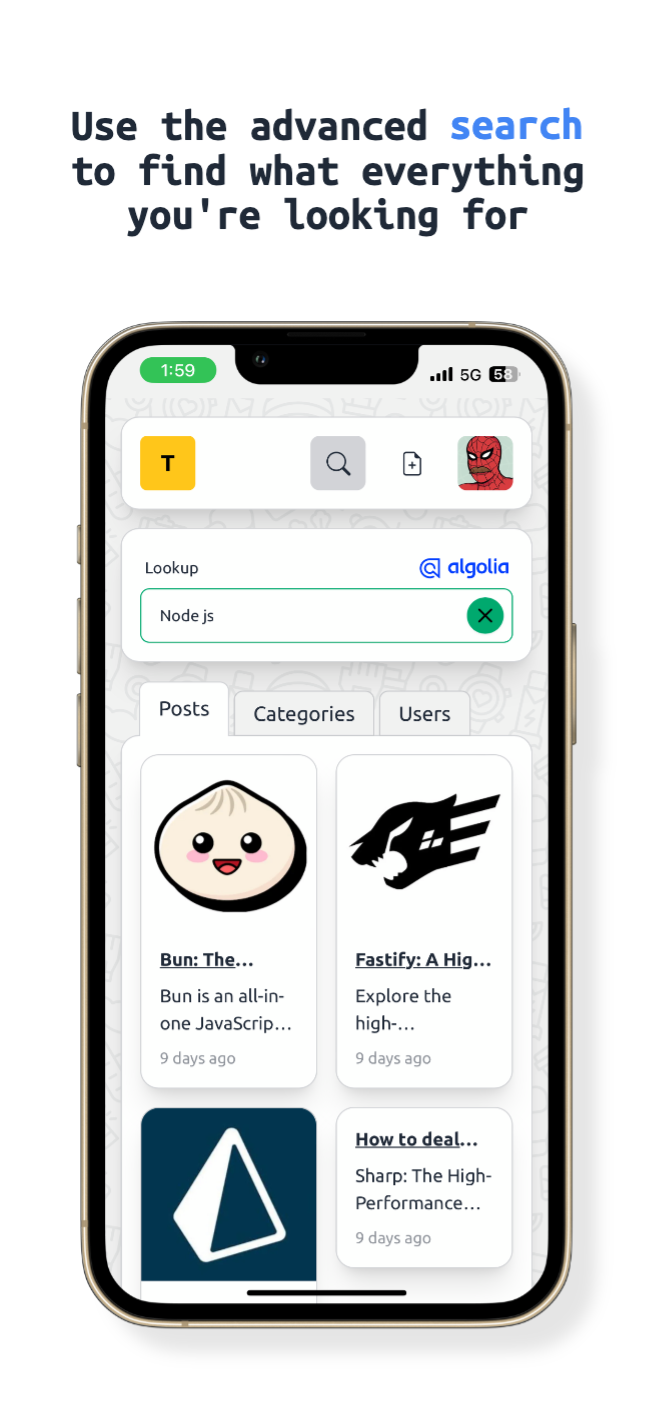 Use the advanced search
to find what everything
you're looking for
1:59
5G 58
T
Lookup
algolia
Node js
Posts
Categories
Users
Bun: The...
Bun is an all-in-
one JavaScrip...
9 days ago
Fastify: A Hig...
Explore the
high-...
9 days ago
How to deal...
Sharp: The High-
Performance...
9 days ago